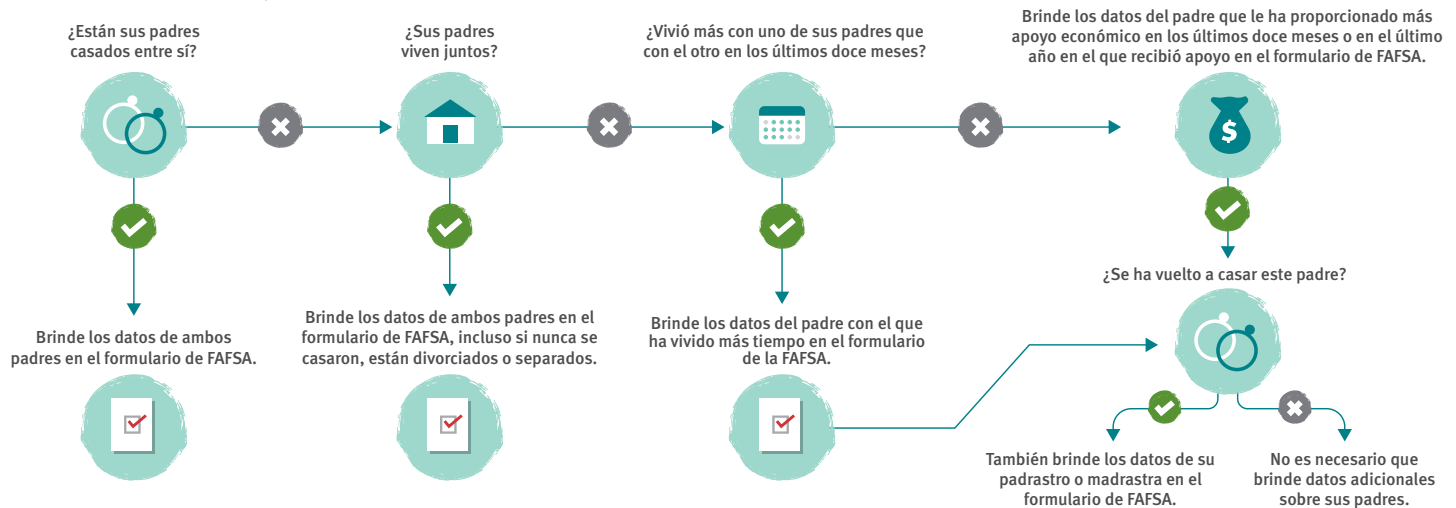 ¿Están sus padres
casados entre sí?
¿Sus padres
viven juntos?
¿Vivió más con uno de sus padres que
con el otro en los últimos doce meses?
Brinde los datos del padre que le ha proporcionado más
apoyo económico en los últimos doce meses o en el último
año en el que recibió apoyo en el formulario de FAFSA.
$
¿Se ha vuelto a casar este padre?
Brinde los datos de ambos
padres en el formulario de FAFSA.
Brinde los datos de ambos padres en el
formulario de FAFSA, incluso si nunca se
casaron, están divorciados o separados.
Brinde los datos del padre con el que
ha vivido más tiempo en el formulario
de la FAFSA.
También brinde los datos de su
padrastro o madrastra en el
formulario de FAFSA.
No es necesario que
brinde datos adicionales
sobre sus padres.